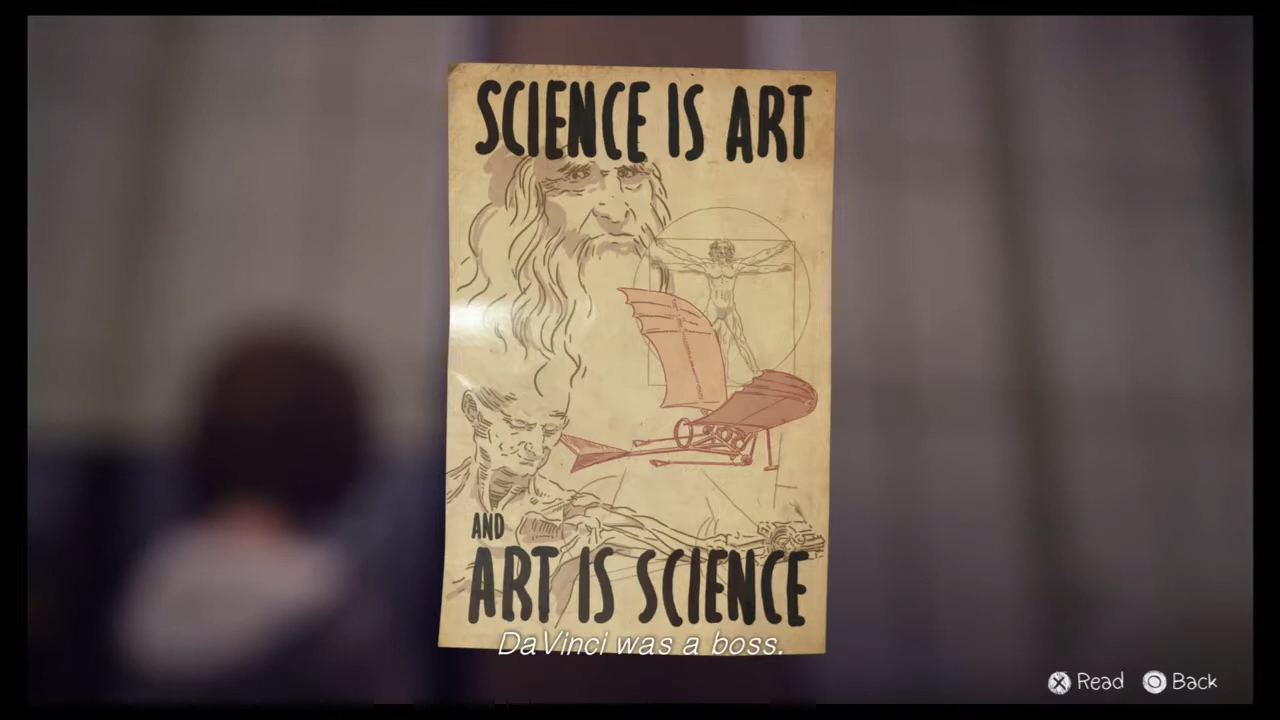 SCIENCE IS ART
AND
ART IS SCIENCE
DaVinci was a boss.
Read Back